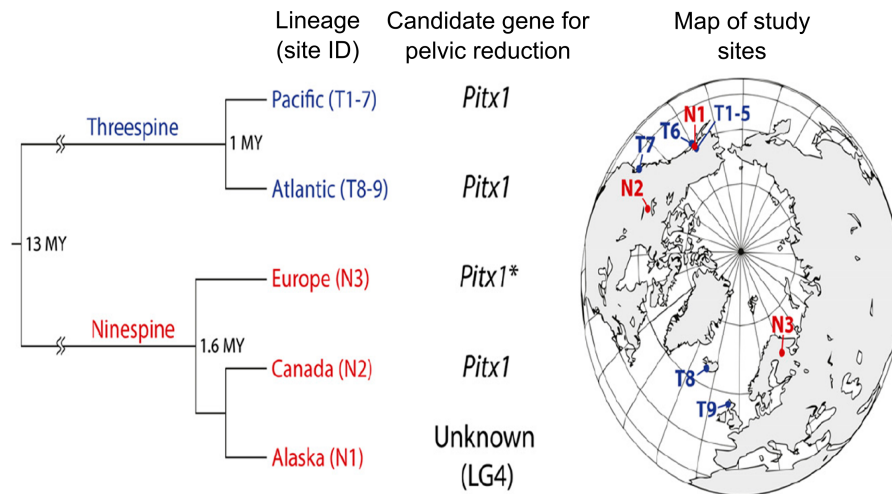 Lineage
(site ID)
Candidate gene for
pelvic reduction
Map of study
sites
Pacific (T1-7)
Pitx1
Threespine
1 MY
Atlantic (T8-9)
Pitx1
13 MY
Europe (N3)
Pitx1*
Ninespine
1.6 MY
Canada (N2)
Pitx1
Alaska (N1)
Unknown
(LG4)
N1
T1-5
T6
T7
N2
N3
T8
T9